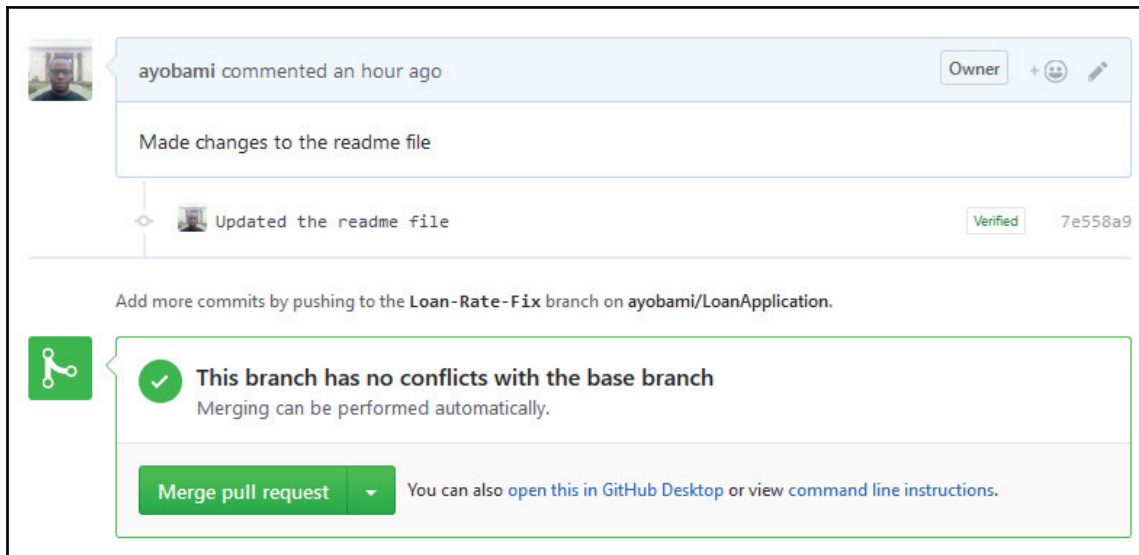 ayobami commented an hour ago Owner
Made changes to the readme file
Updated the readme file Verified 7e558a9
Add more commits by pushing to the Loan-Rate-Fix branch on ayobami/LoanApplication.
This branch has no conflicts with the base branch
Merging can be performed automatically.
Merge pull request You can also open this in GitHub Desktop or view command line instructions.